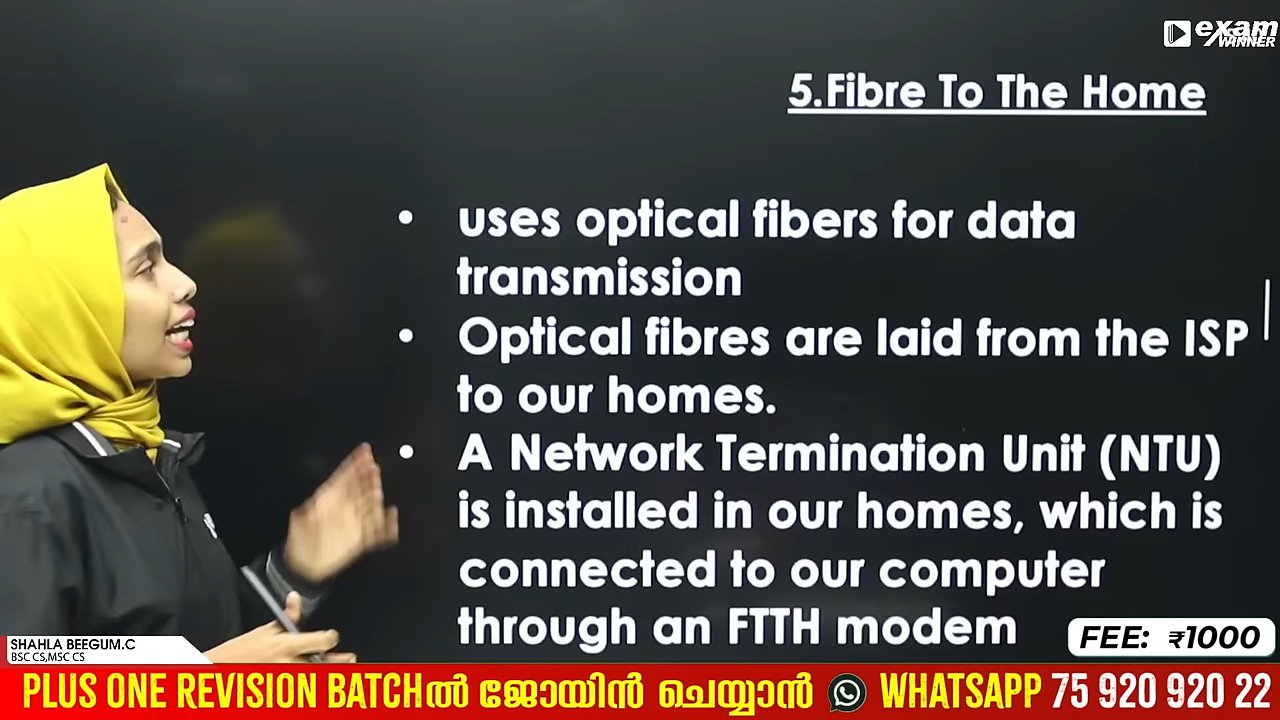 exam
WINNER
5.Fibre To The Home
• uses optical fibers for data
transmission
• Optical fibres are laid from the ISP
to our homes.
• A Network Termination Unit (NTU)
is installed in our homes, which is
connected to our computer
through an FTTH modem
FEE: ₹1000
SHAHLA BEEGUM.C
BSC CS,MSC CS
PLUS ONE REVISION BATCHൽ ജോയിൻ ചെയ്യാൻ WHATSAPP 75 920 920 22